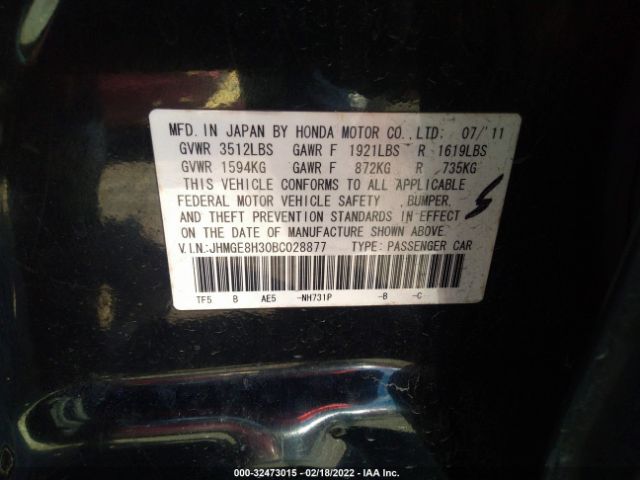 MFD. IN JAPAN BY HONDA MOTOR CO., LTD: 07/'11
GVWR 3512LBS GAWR F 1921LBS R 1619LBS
GVWR 1594KG GAWR F 872KG R 735KG
THIS VEHICLE CONFORMS TO ALL APPLICABLE
FEDERAL MOTOR VEHICLE SAFETY, BUMPER,
AND THEFT PREVENTION STANDARDS IN EFFECT
ON DATE OF MANUFACTURE SHOWN ABOVE.
V.I.N.:JHMGE8H30BC028877 TYPE: PASSENGER CAR
TF5 B AE5 -NH731P -B -C
000-32473015 - 02/18/2022 - IAA Inc.